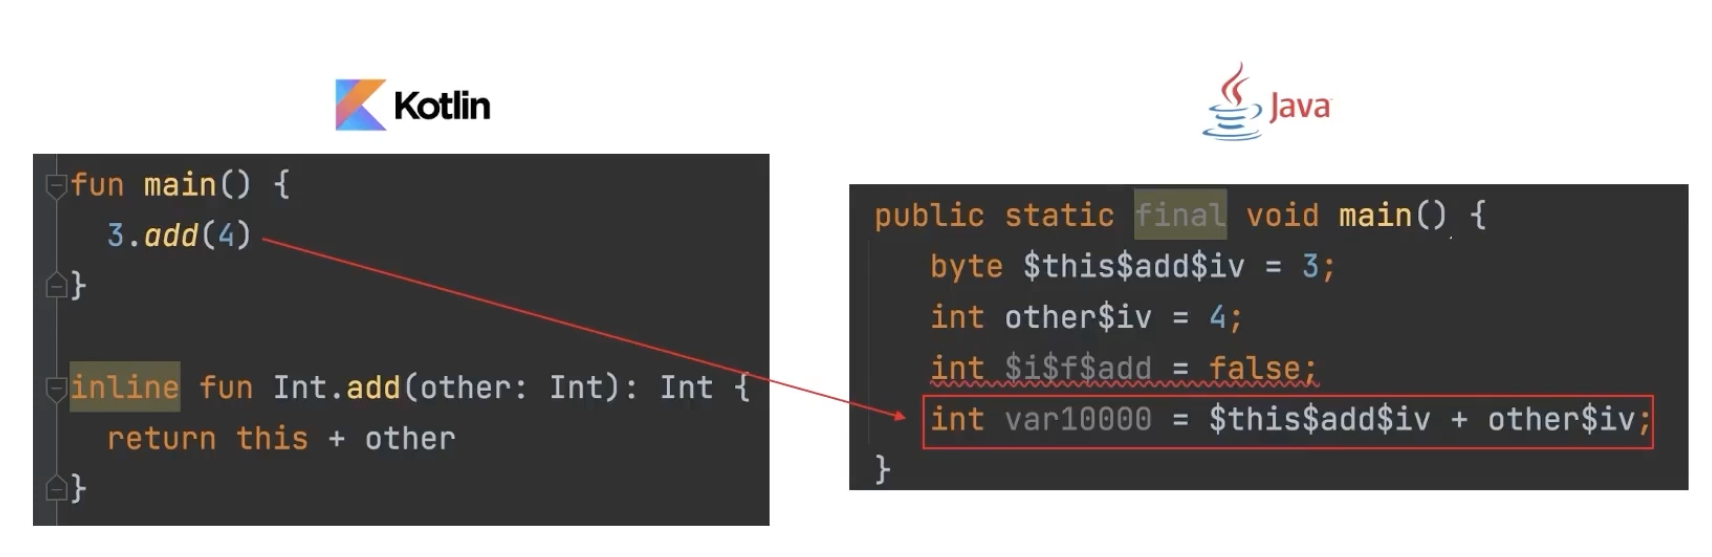 Kotlin
fun main() {
3.add(4)
}
inline fun Int.add(other: Int): Int {
return this + other
}
Java
public static final void main() {
byte $this$add$iv = 3;
int other$iv = 4;
int $i$f$add = false;
int var10000 = $this$add$iv + other$iv;
}